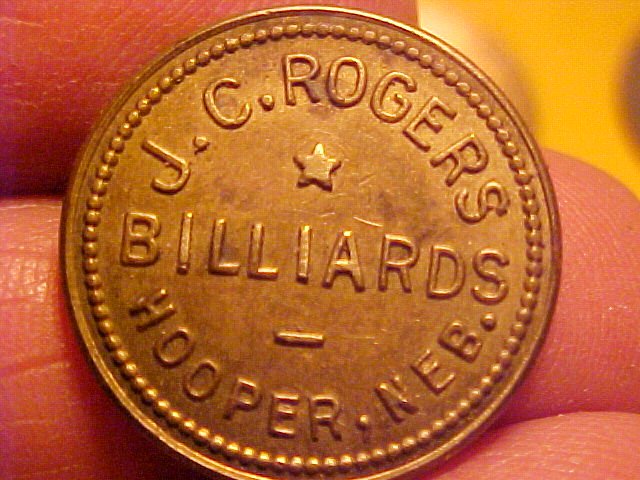 J. C. ROGERS
BILLIARDS
HOOPER, NEB.